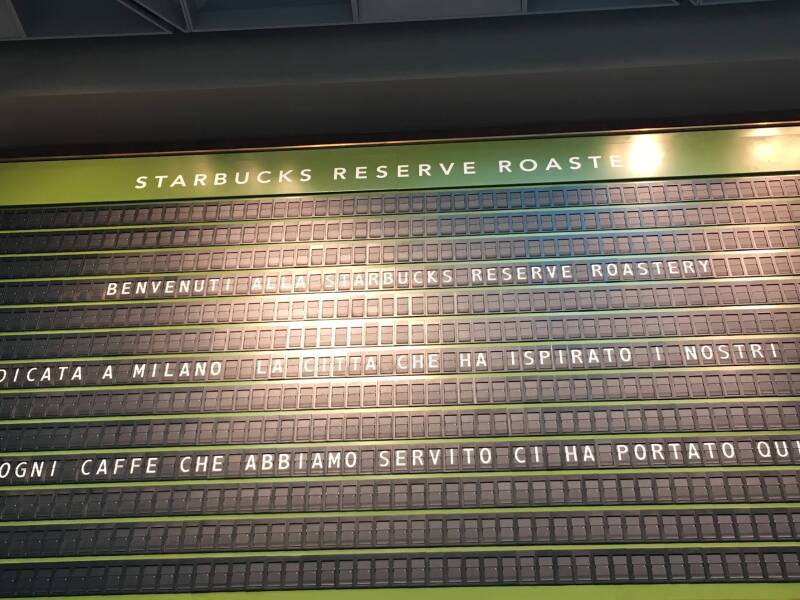 STARBUCKS RESERVE ROASTE
BENVENUTI ALLA STARBUCKS RESERVE ROASTERY
DICATA A MILANO LA CITTA CHE HA ISPIRATO I NOSTRI
OGNI CAFFE CHE ABBIAMO SERVITO CI HA PORTATO QUI